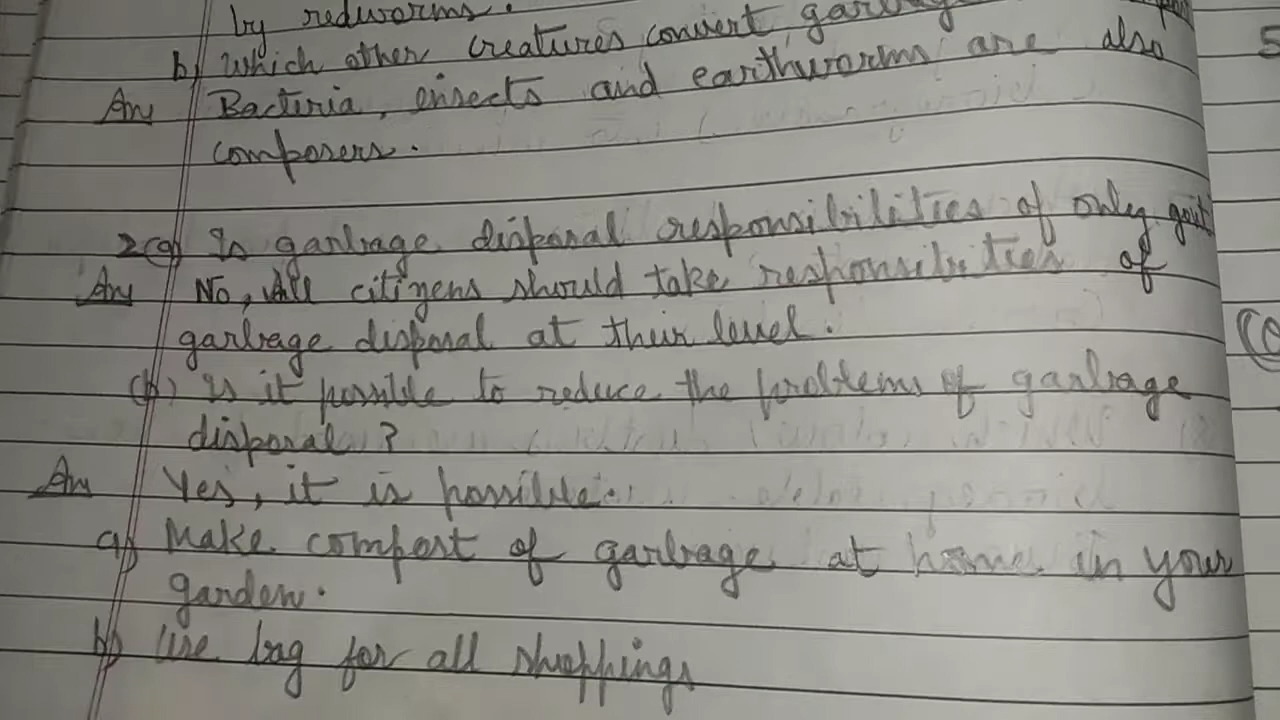 by redworms.
b) Which other creatures convert garbage
Ans Bacteria, insects and earthworms are also
composers.
2(a) Is garbage disposal responsibilities of only govt
Ans No, All citizens should take responsibilities of
garbage disposal at their level.
(b) Is it possible to reduce the problems of garbage
disposal?
Ans Yes, it is possible.
a) Make compost of garbage at home in your
garden.
b) Use bag for all shoppings
5